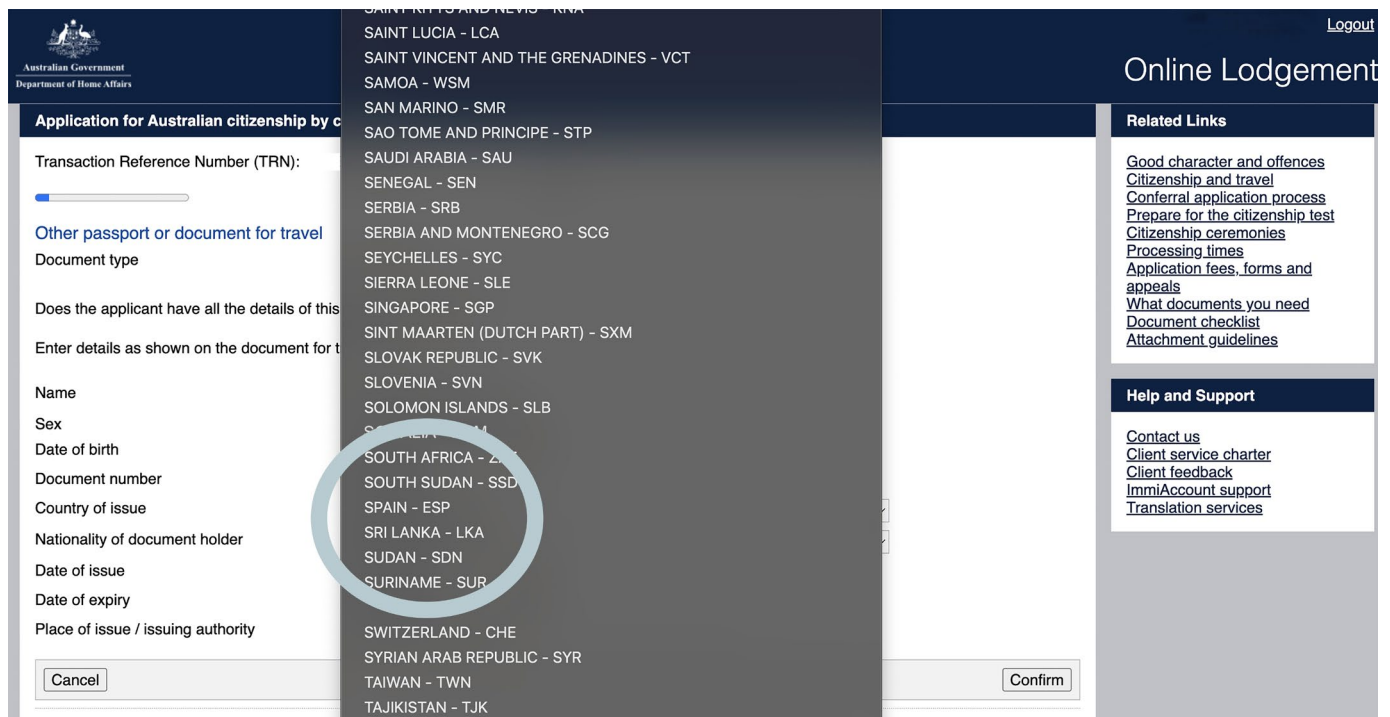 Australian Government
Department of Home Affairs
Logout
Online Lodgement
Application for Australian citizenship by c
Transaction Reference Number (TRN):
Other passport or document for travel
Document type
Does the applicant have all the details of this
Enter details as shown on the document for t
Name
Sex
Date of birth
Document number
Country of issue
Nationality of document holder
Date of issue
Date of expiry
Place of issue / issuing authority
Cancel
Confirm
SAINT KITTS AND NEVIS - KNA
SAINT LUCIA - LCA
SAINT VINCENT AND THE GRENADINES - VCT
SAMOA - WSM
SAN MARINO - SMR
SAO TOME AND PRINCIPE - STP
SAUDI ARABIA - SAU
SENEGAL - SEN
SERBIA - SRB
SERBIA AND MONTENEGRO - SCG
SEYCHELLES - SYC
SIERRA LEONE - SLE
SINGAPORE - SGP
SINT MAARTEN (DUTCH PART) - SXM
SLOVAK REPUBLIC - SVK
SLOVENIA - SVN
SOLOMON ISLANDS - SLB
SOUTH AFRICA -
SOUTH SUDAN - SSD
SPAIN - ESP
SRI LANKA - LKA
SUDAN - SDN
SURINAME - SUR
SWITZERLAND - CHE
SYRIAN ARAB REPUBLIC - SYR
TAIWAN - TWN
TAJIKISTAN - TJK
Related Links
Good character and offences
Citizenship and travel
Conferral application process
Prepare for the citizenship test
Citizenship ceremonies
Processing times
Application fees, forms and
appeals
What documents you need
Document checklist
Attachment guidelines
Help and Support
Contact us
Client service charter
Client feedback
ImmiAccount support
Translation services